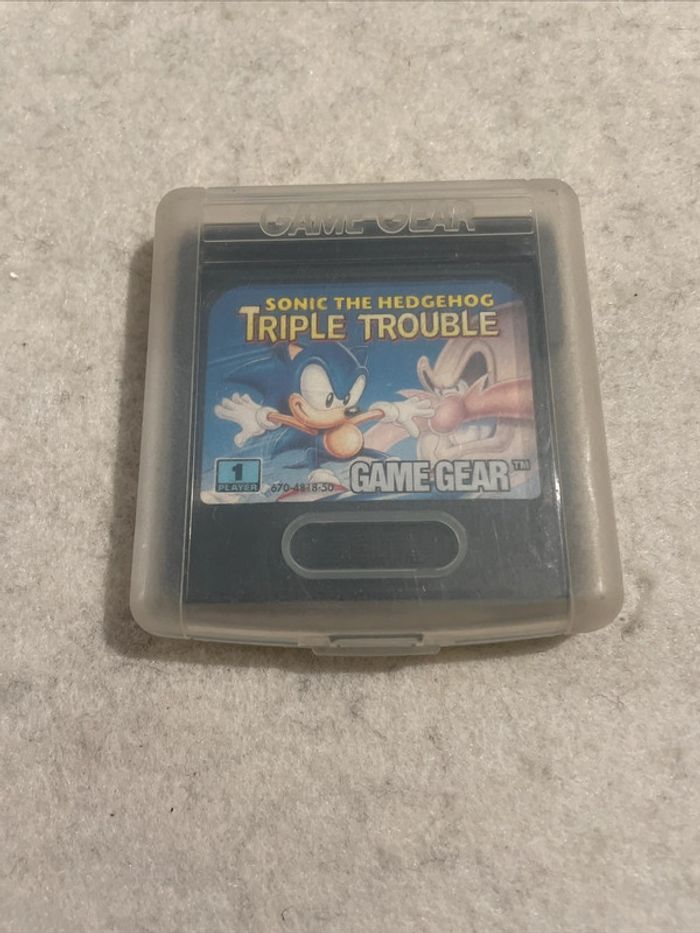 GAME GEAR
SONIC THE HEDGEHOG
TRIPLE TROUBLE
1
PLAYER
670-4818-50
GAME GEAR™